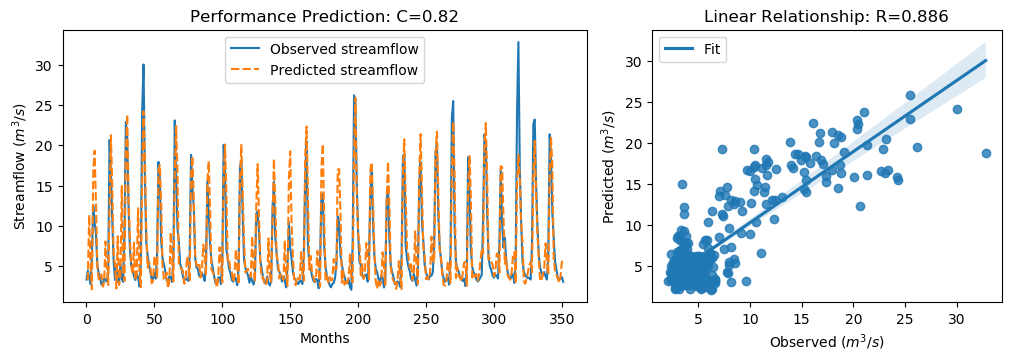 Performance Prediction: C=0.82
Observed streamflow
Predicted streamflow
Streamflow (m³/s)
30
25
20
15
10
5
0
50
100
150
200
250
300
350
Months
Linear Relationship: R=0.886
Fit
Predicted (m³/s)
30
25
20
15
10
5
5
10
15
20
25
30
Observed (m³/s)